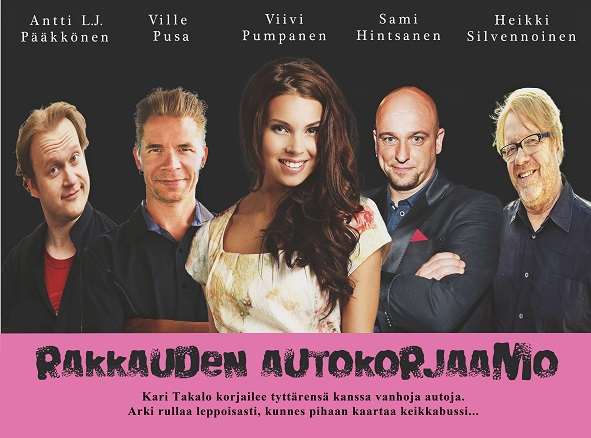 Antti L.J. Pääkkönen
Ville Pusa
Viivi Pumpanen
Sami Hintsanen
Heikki Silvennoinen
RAKKAUDEN AUTOKORJAAMO
Kari Takalo korjailee tyttärensä kanssa vanhoja autoja.
Arki rullaa leppoisasti, kunnes pihaan kaartaa keikkabussi...